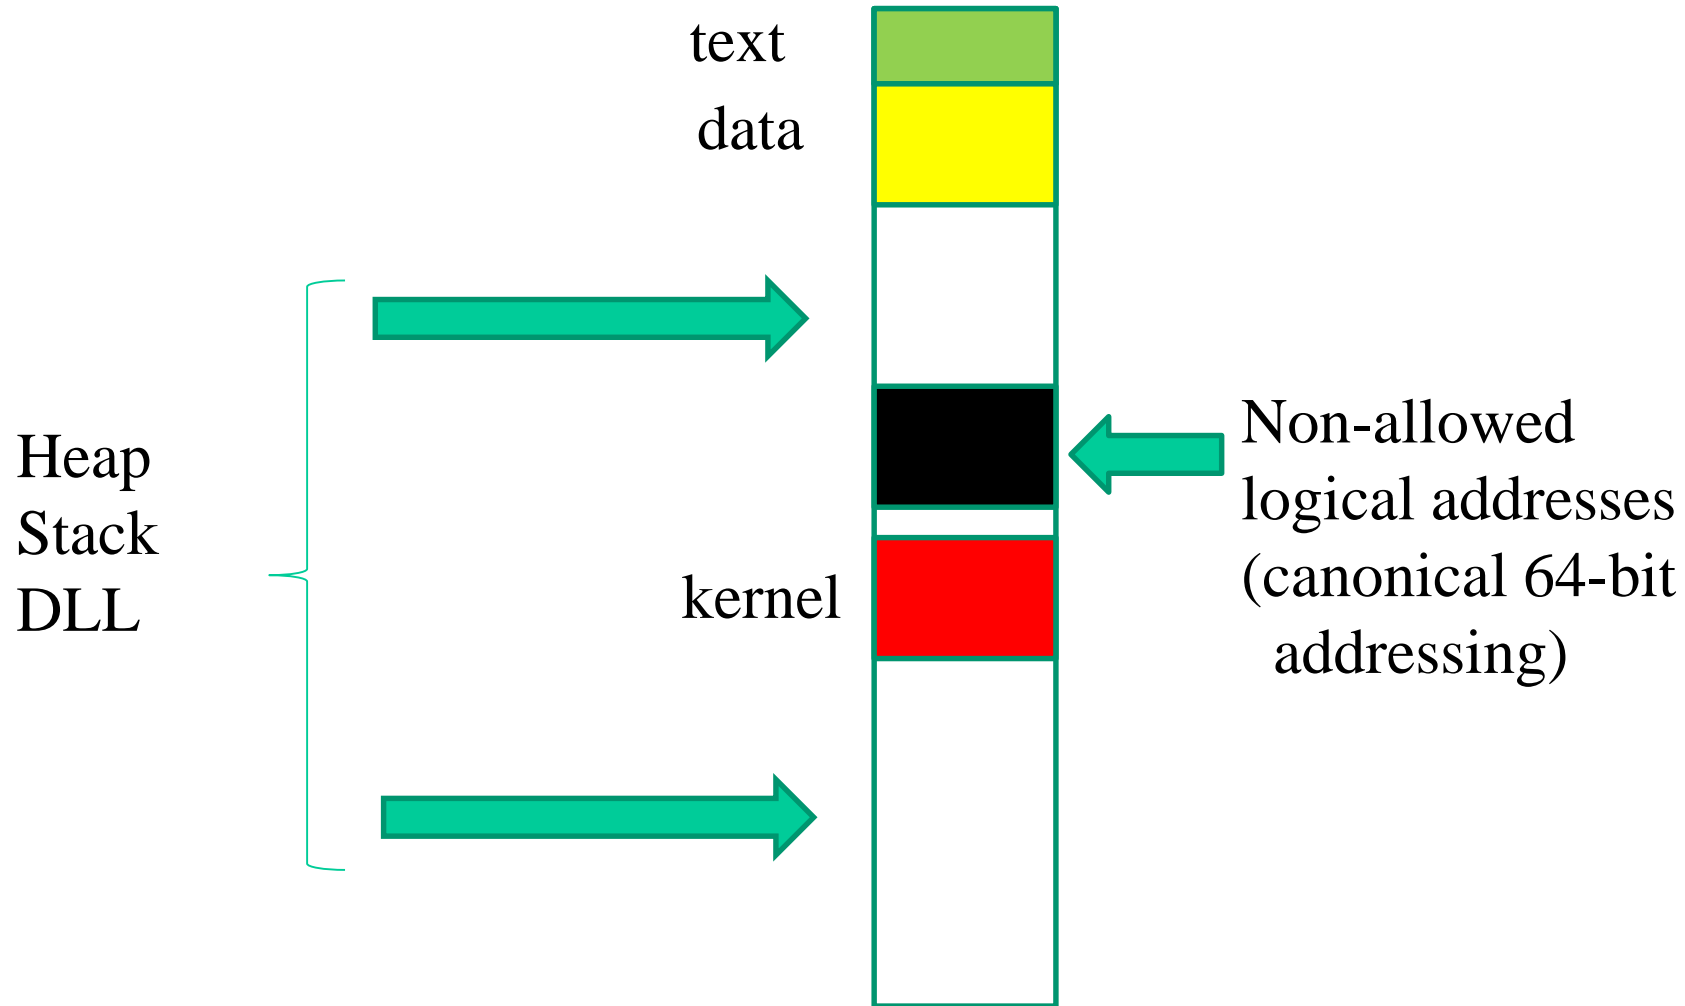 text
data
Heap
Stack
DLL
kernel
Non-allowed
logical addresses
(canonical 64-bit
addressing)